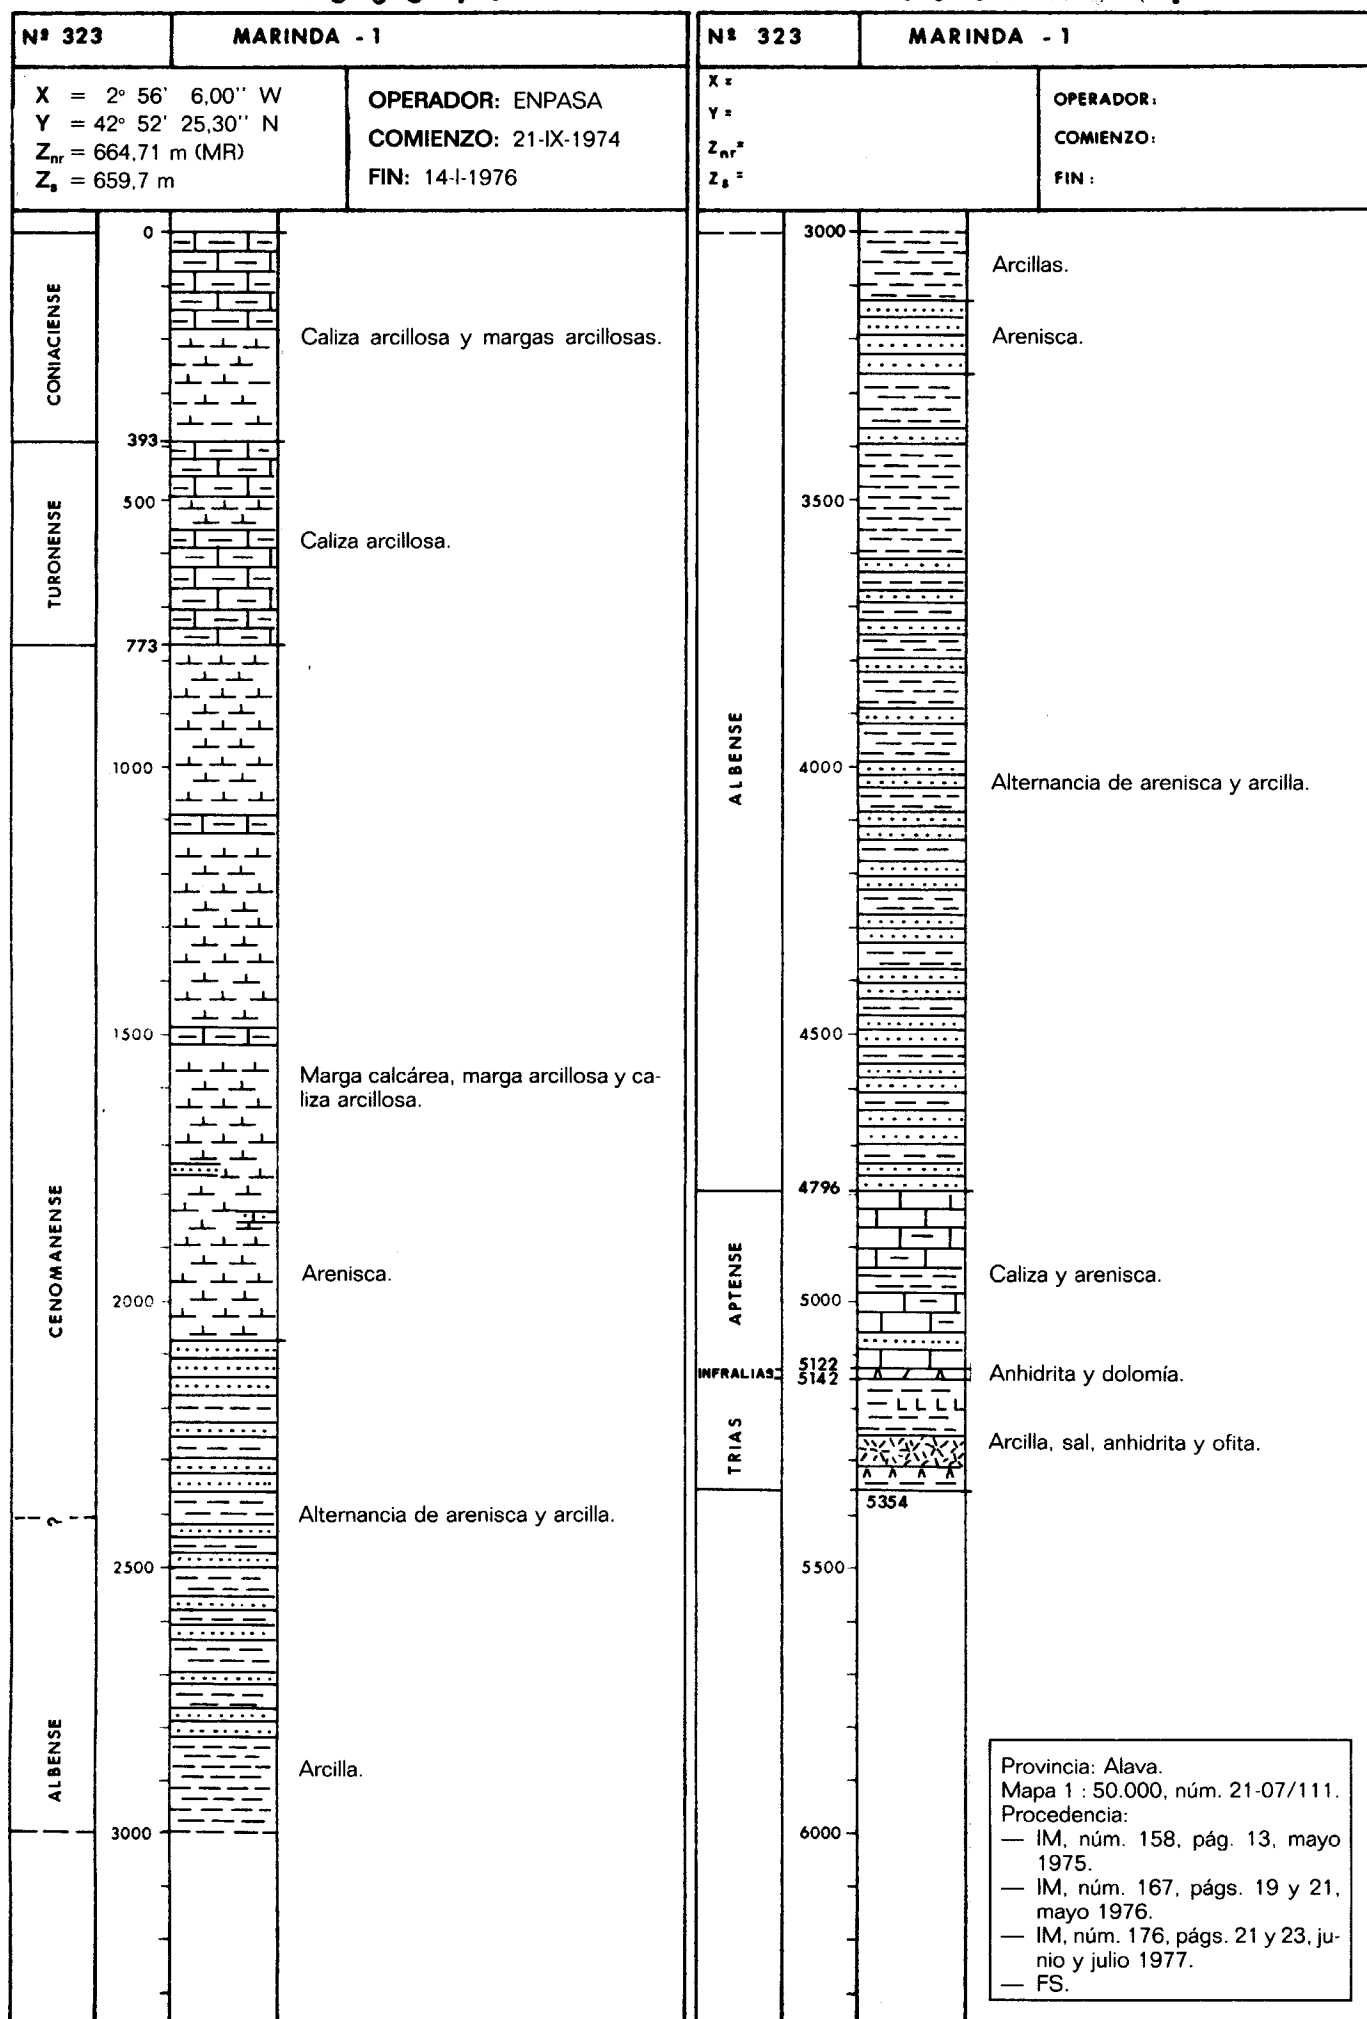 Nº 323 MARINDA - 1
X = 2° 56' 6,00'' W
Y = 42° 52' 25,30'' N
Znr = 664,71 m (MR)
Zs = 659,7 m
OPERADOR: ENPASA
COMIENZO: 21-IX-1974
FIN: 14-I-1976
0
CONIACIENSE
Caliza arcillosa y margas arcillosas.
393
500
TURONENSE
Caliza arcillosa.
773
1000
1500
Marga calcárea, marga arcillosa y ca-
liza arcillosa.
CENOMANENSE
Arenisca.
2000
Alternancia de arenisca y arcilla.
?
2500
ALBENSE
Arcilla.
3000
Nº 323 MARINDA - 1
X =
Y =
Znr=
Zs =
OPERADOR:
COMIENZO:
FIN:
3000
Arcillas.
Arenisca.
3500
ALBENSE
4000
Alternancia de arenisca y arcilla.
4500
4796
APTENSE
Caliza y arenisca.
5000
INFRALIAS
5122
5142
Anhidrita y dolomía.
TRIAS
Arcilla, sal, anhidrita y ofita.
5354
5500
6000
Provincia: Alava.
Mapa 1 : 50.000, núm. 21-07/111.
Procedencia:
— IM, núm. 158, pág. 13, mayo
1975.
— IM, núm. 167, págs. 19 y 21,
mayo 1976.
— IM, núm. 176, págs. 21 y 23, ju-
nio y julio 1977.
— FS.